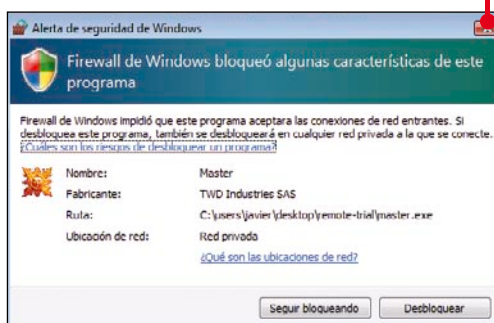 Alerta de seguridad de Windows
Firewall de Windows bloqueó algunas características de este
programa
Firewall de Windows impidió que este programa aceptara las conexiones de red entrantes. Si
desbloquea este programa, también se desbloqueará en cualquier red privada a la que se conecte.
¿Cuáles son los riesgos de desbloquear un programa?
Nombre: Master
Fabricante: TWD Industries SAS
Ruta: C:\users\javier\desktop\remote-trial\master.exe
Ubicación de red: Red privada
¿Qué son las ubicaciones de red?
Seguir bloqueando Desbloquear